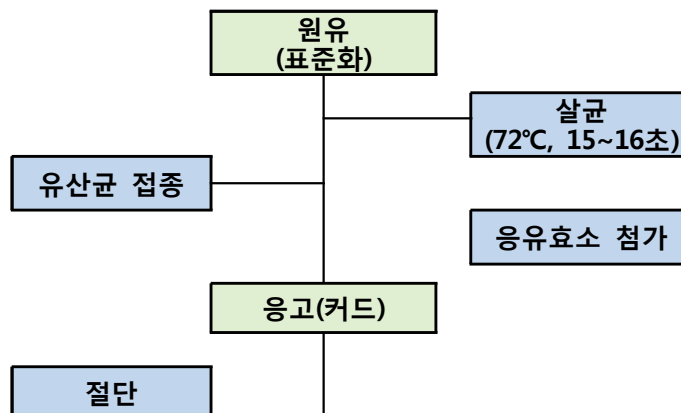 원유
(표준화)
살균
(72℃, 15~16초)
유산균 접종
응유효소 첨가
응고(커드)
절단